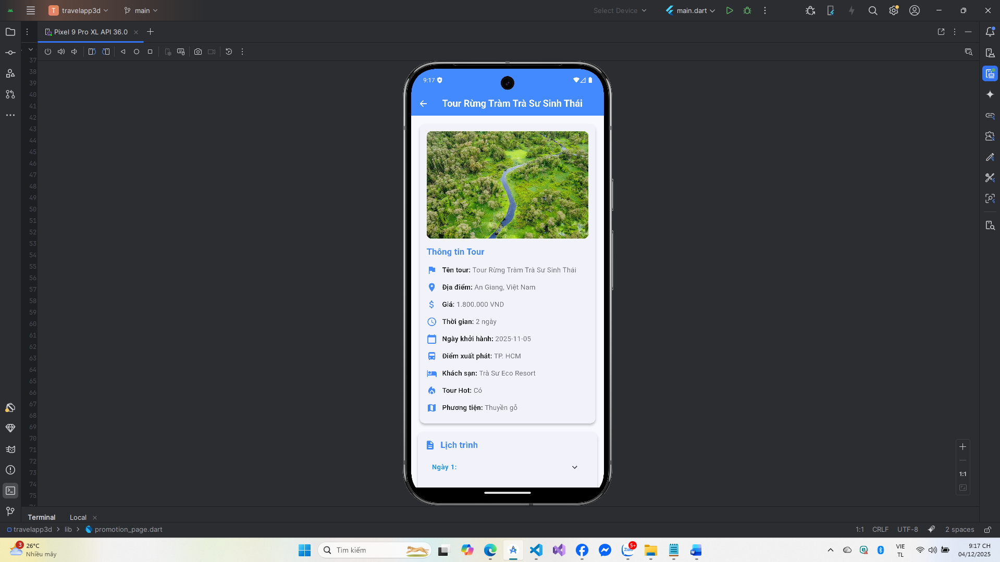 T travelapp3d main Select Device main.dart
Pixel 9 Pro XL API 36.0
37
38
39
40
41
42
43
44
45
46
47
48
49
50
51
52
53
54
55
56
57
58
59
60
61
62
63
64
65
66
67
68
69
70
71
72
73
74
75
9:17
Tour Rừng Tràm Trà Sư Sinh Thái
Thông tin Tour
Tên tour: Tour Rừng Tràm Trà Sư Sinh Thái
Địa điểm: An Giang, Việt Nam
Giá: 1.800.000 VND
Thời gian: 2 ngày
Ngày khởi hành: 2025-11-05
Điểm xuất phát: TP. HCM
Khách sạn: Trà Sư Eco Resort
Tour Hot: Có
Phương tiện: Thuyền gỗ
Lịch trình
Ngày 1:
1:1
Terminal Local
travelapp3d lib promotion_page.dart 1:1 CRLF UTF-8 2 spaces
3 26°C
Nhiều mây
Tìm kiếm
Zalo 5+
VIE
TL
9:17 CH
04/12/2025